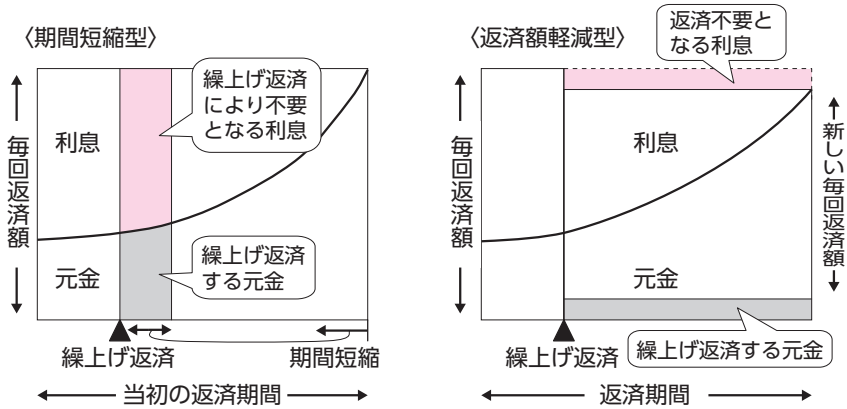 〈期間短縮型〉
毎回返済額
利息
元金
繰上げ返済
により不要
となる利息
繰上げ返済
する元金
繰上げ返済
期間短縮
当初の返済期間
〈返済額軽減型〉
返済不要と
なる利息
毎回返済額
利息
元金
新しい毎回返済額
繰上げ返済
繰上げ返済する元金
返済期間